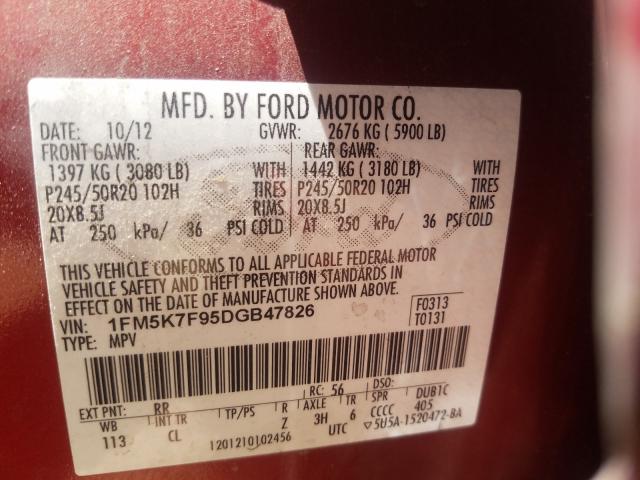 MFD. BY FORD MOTOR CO.
DATE: 10/12 GVWR: 2676 KG ( 5900 LB)
FRONT GAWR: REAR GAWR:
1397 KG ( 3080 LB) WITH 1442 KG ( 3180 LB) WITH
P245/50R20 102H TIRES P245/50R20 102H TIRES
20X8.5J RIMS 20X8.5J RIMS
AT 250 kPa/ 36 PSI COLD AT 250 kPa/ 36 PSI COLD
THIS VEHICLE CONFORMS TO ALL APPLICABLE FEDERAL MOTOR
VEHICLE SAFETY AND THEFT PREVENTION STANDARDS IN
EFFECT ON THE DATE OF MANUFACTURE SHOWN ABOVE.
VIN: 1FM5K7F95DGB47826 F0313
TYPE: MPV T0131
EXT PNT: RR RC: 56 DSO:
WB INT TR TP/PS R AXLE TR SPR DUB1C
113 CL Z 3H 6 CCCC 405
1201210102456 UTC ▽5U5A-1520472-BA